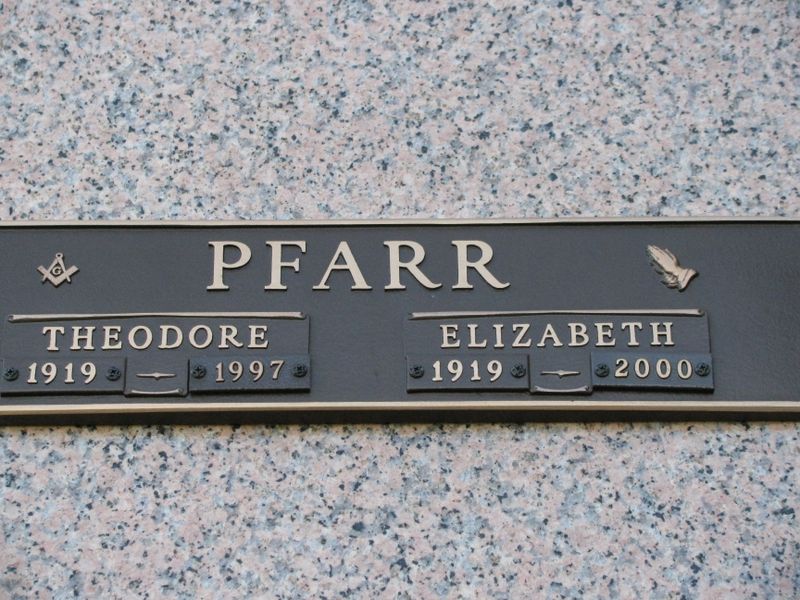 G
PFARR
THEODORE
1919 1997
ELIZABETH
1919 2000